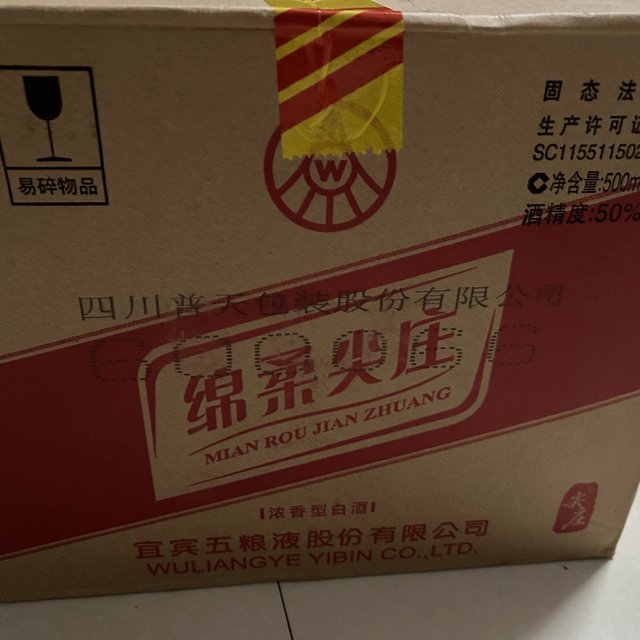 易碎物品
W
固态法
生产许可证
SC11551150
净含量:500m
酒精度:50%
四川普天包装股份有限公司
绵柔尖庄
MIAN ROU JIAN ZHUANG
浓香型白酒
宜宾五粮液股份有限公司
WULIANGYE YIBIN CO.,LTD.
尖庄